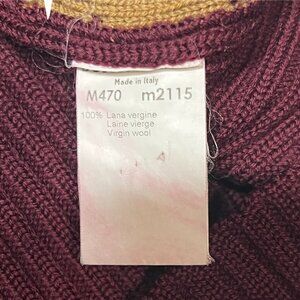 Made in Italy
M470 m2115
100% Lana vergine
Laine vierge
Virgin wool